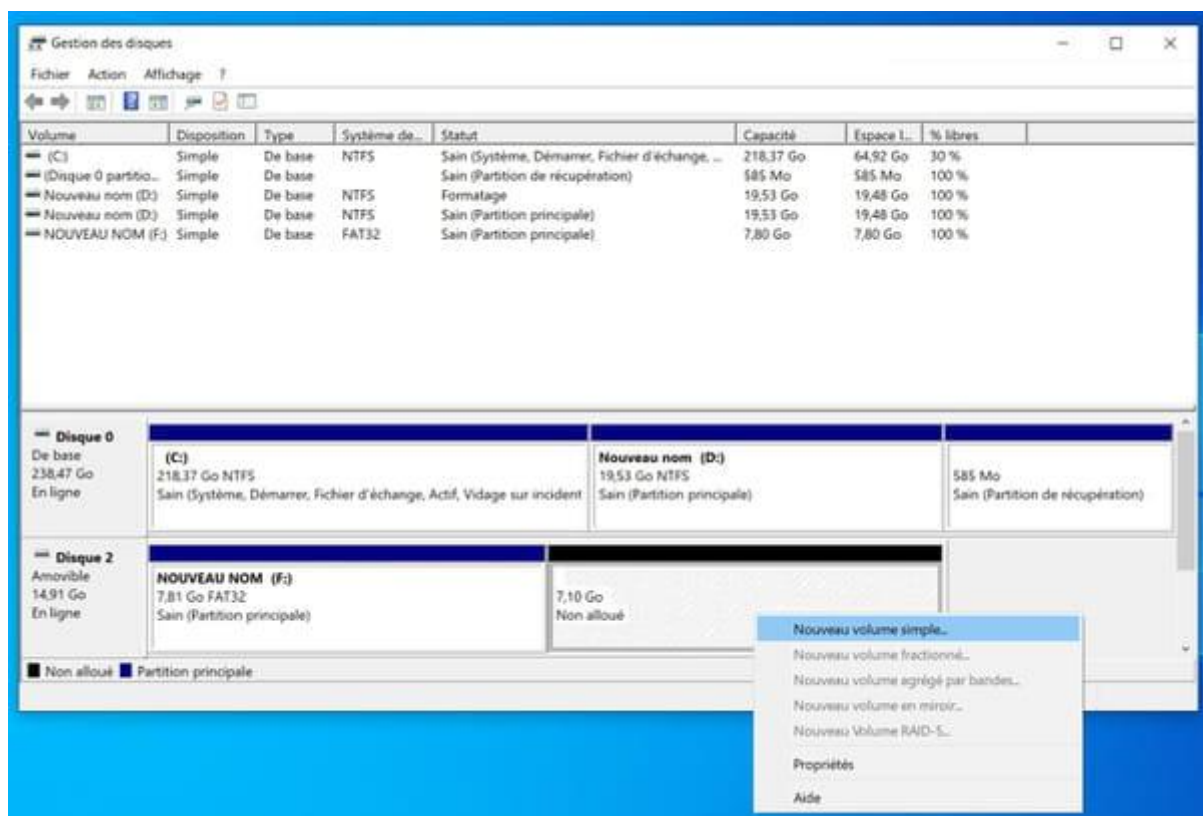 Gestion des disques
Fichier Action Affichage ?
Volume Disposition Type Système de... Statut Capacité Espace l... % libres
(C:) Simple De base NTFS Sain (Système, Démarrer, Fichier d'échange, ... 218,37 Go 64,92 Go 30 %
(Disque 0 partitio... Simple De base Sain (Partition de récupération) 585 Mo 585 Mo 100 %
Nouveau nom (D:) Simple De base NTFS Formatage 19,53 Go 19,48 Go 100 %
Nouveau nom (D:) Simple De base NTFS Sain (Partition principale) 19,53 Go 19,48 Go 100 %
NOUVEAU NOM (F:) Simple De base FAT32 Sain (Partition principale) 7,80 Go 7,80 Go 100 %
Disque 0
De base
238,47 Go
En ligne
(C:)
218,37 Go NTFS
Sain (Système, Démarrer, Fichier d'échange, Actif, Vidage sur incident
Nouveau nom (D:)
19,53 Go NTFS
Sain (Partition principale)
585 Mo
Sain (Partition de récupération)
Disque 2
Amovible
14,91 Go
En ligne
NOUVEAU NOM (F:)
7,81 Go FAT32
Sain (Partition principale)
7,10 Go
Non alloué
Non alloué Partition principale
Nouveau volume simple...
Nouveau volume fractionné...
Nouveau volume agrégé par bandes...
Nouveau volume en miroir...
Nouveau Volume RAID-5...
Propriétés
Aide